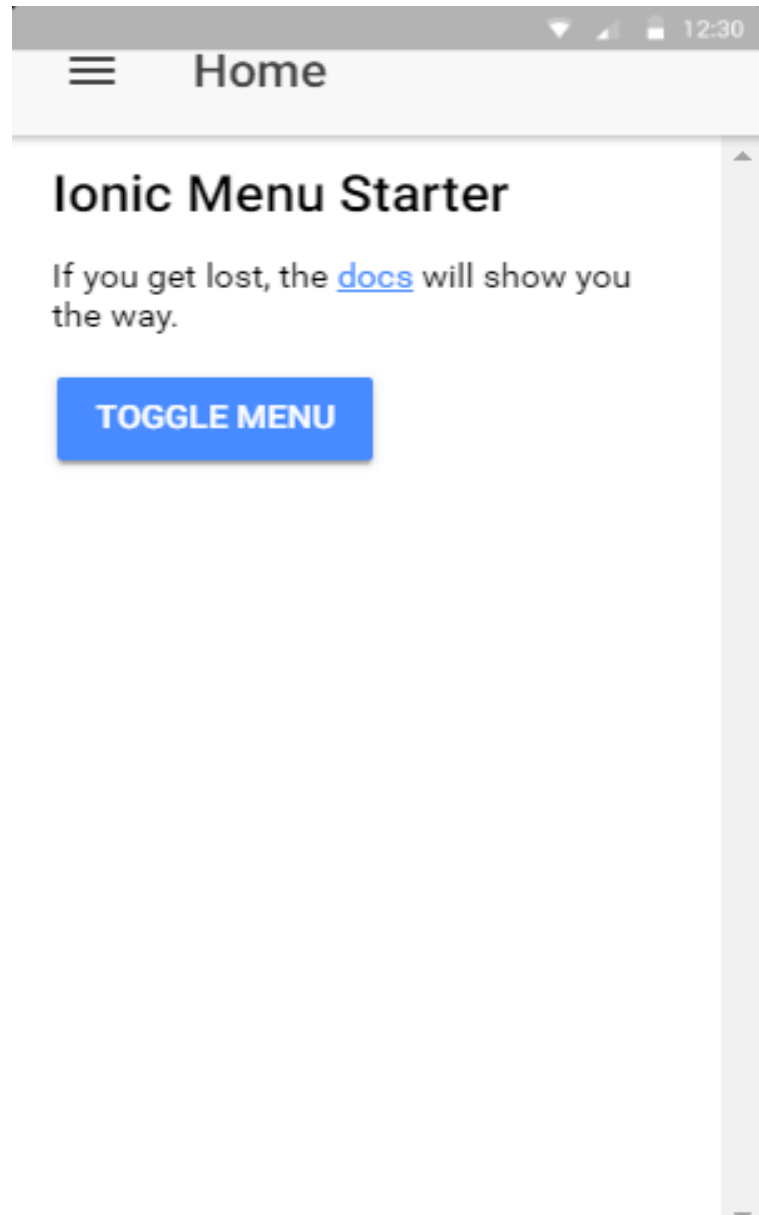 12:30
Home
Ionic Menu Starter
If you get lost, the docs will show you
the way.
TOGGLE MENU